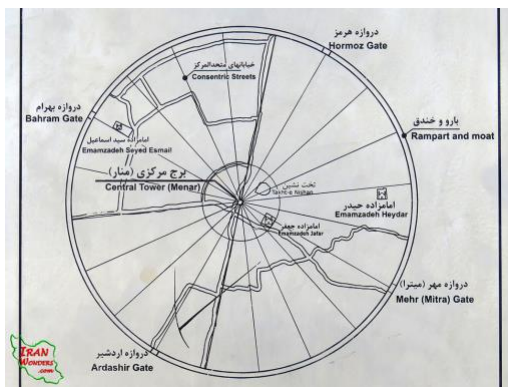 دروازه هرمز
Hormoz Gate
خیابانهای متحدالمرکز
Consentric Streets
دروازه بهرام
Bahram Gate
بارو و خندق
Rampart and moat
امامزاده سید اسماعیل
Emamzadeh Seyed Esmail
برج مرکزی (منار)
Central Tower (Menar)
تخت نشین
Taxte-e Nishan
امامزاده حیدر
Emamzadeh Heydar
امامزاده جعفر
Emamzadeh Jafar
دروازه مهر (میترا)
Mehr (Mitra) Gate
دروازه اردشیر
Ardashir Gate
IRAN
WONDERS.com